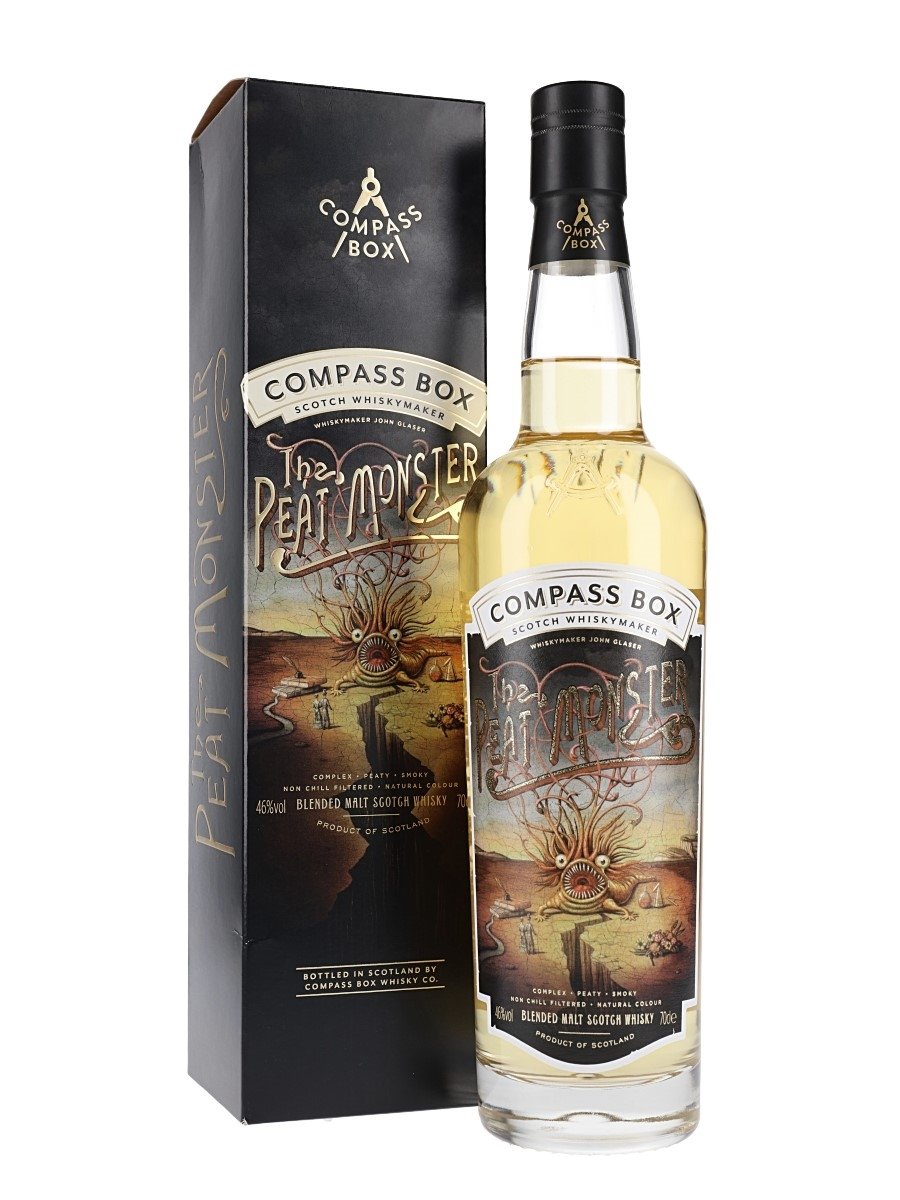 COMPASS
BOX
COMPASS BOX
SCOTCH WHISKYMAKER
WHISKYMAKER JOHN GLASER
The
PEAT MONSTER
COMPLEX • PEATY • SMOKY
NON CHILL FILTERED • NATURAL COLOUR
46%vol BLENDED MALT SCOTCH WHISKY
PRODUCT OF SCOTLAND
BOTTLED IN SCOTLAND BY
COMPASS BOX WHISKY CO.
The
PEAT MONSTER
COMPASS
BOX
COMPASS BOX
SCOTCH WHISKYMAKER
WHISKYMAKER JOHN GLASER
The
PEAT MONSTER
COMPLEX • PEATY • SMOKY
NON CHILL FILTERED • NATURAL COLOUR
46%vol BLENDED MALT SCOTCH WHISKY 70cl℮
PRODUCT OF SCOTLAND